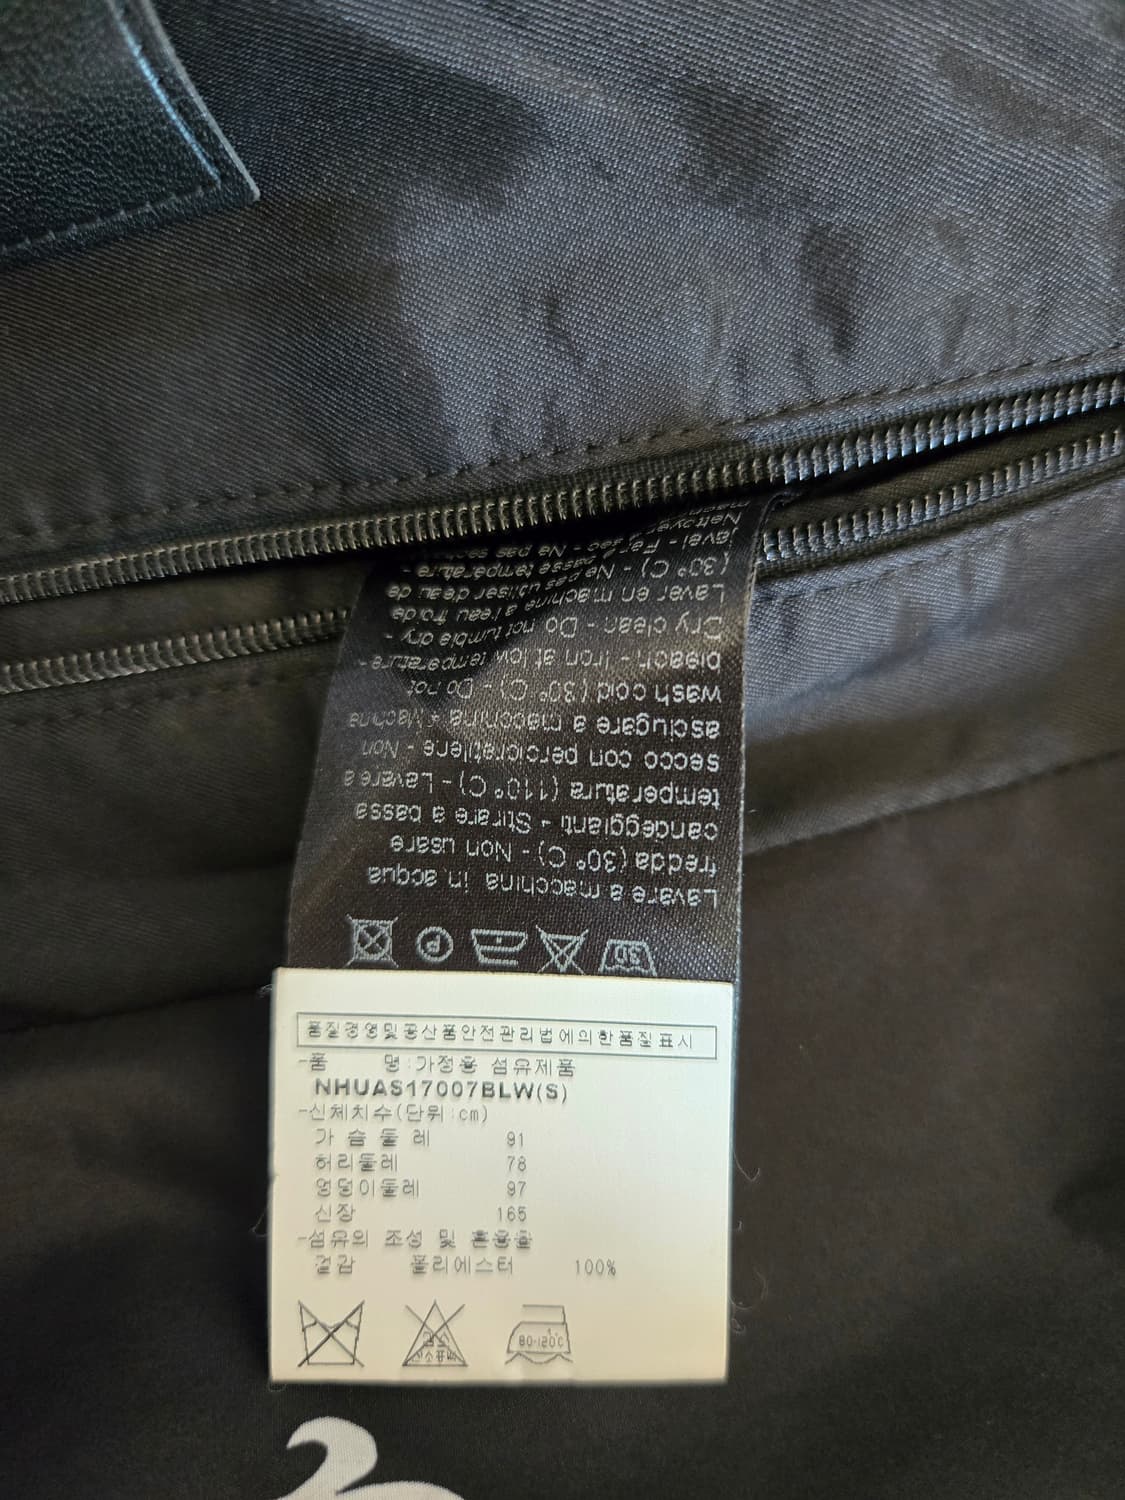 Lavare a macchina in acqua
fredda (30°C) - Non usare
candeggianti - Stirare a bassa
temperatura (110°C) - Lavare a
secco con percloretilene - Non
asciugare a macchina - Machine
wash cold (30°C) - Do not
bleach - Iron at low temperature -
Dry clean - Do not tumble dry -
Laver en machine a l'eau froide
(30°C) - Ne pas utiliser d'eau de
30
P
품질경영및공산품안전관리법에의한품질표시
-품 명:가정용 섬유제품
NHUAS17007BLW(S)
-신체치수(단위:cm)
가슴둘레 91
허리둘레 78
엉덩이둘레 97
신장 165
-섬유의 조성 및 혼용율
겉감 폴리에스터 100%
80-120℃